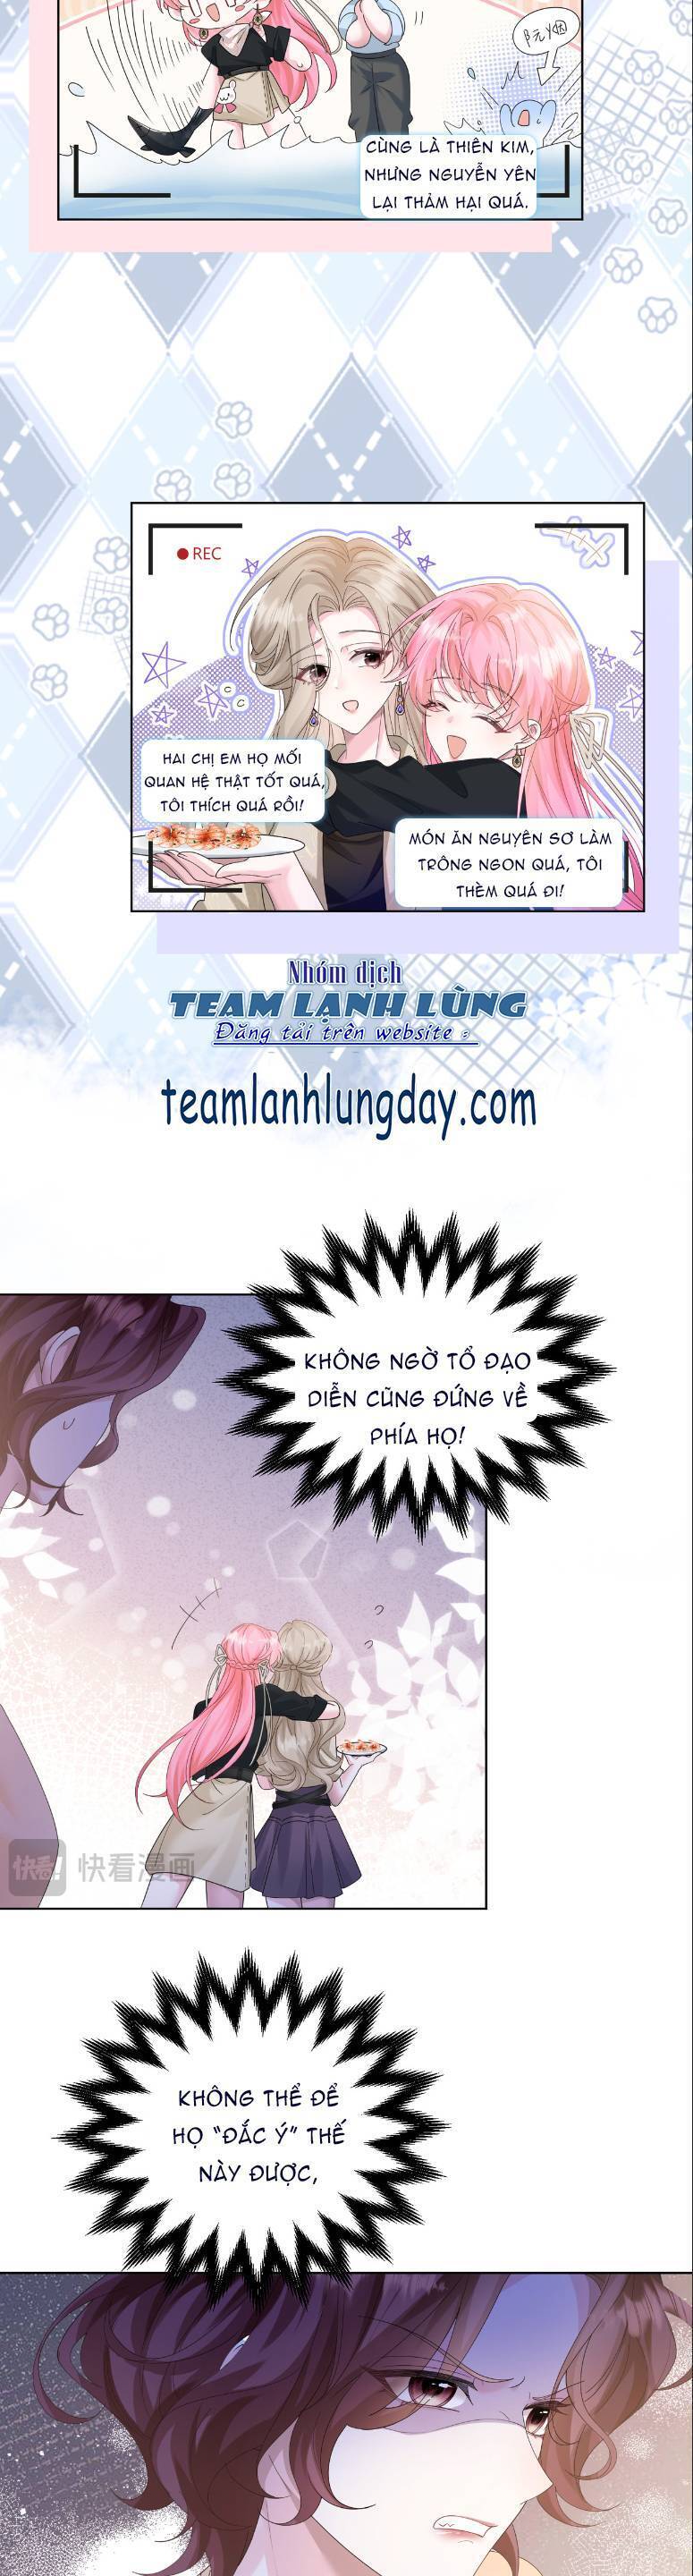 阮烟
CÙNG LÀ THIÊN KIM,
NHƯNG NGUYỄN YÊN
LẠI THẢM HẠI QUÁ.
REC
HAI CHỊ EM HỌ MỐI
QUAN HỆ THẬT TỐT QUÁ,
TÔI THÍCH QUÁ RỒI!
MÓN ĂN NGUYÊN SƠ LÀM
TRÔNG NGON QUÁ, TÔI
THÈM QUÁ ĐI!
Nhóm dịch
TEAM LẠNH LÙNG
Đăng tải trên website :
teamlanhlungday.com
KHÔNG NGỜ TỔ ĐẠO
DIỄN CŨNG ĐỨNG VỀ
PHÍA HỌ!
快看! 快看漫画
KHÔNG THỂ ĐỂ
HỌ "ĐẮC Ý" THẾ
NÀY ĐƯỢC,